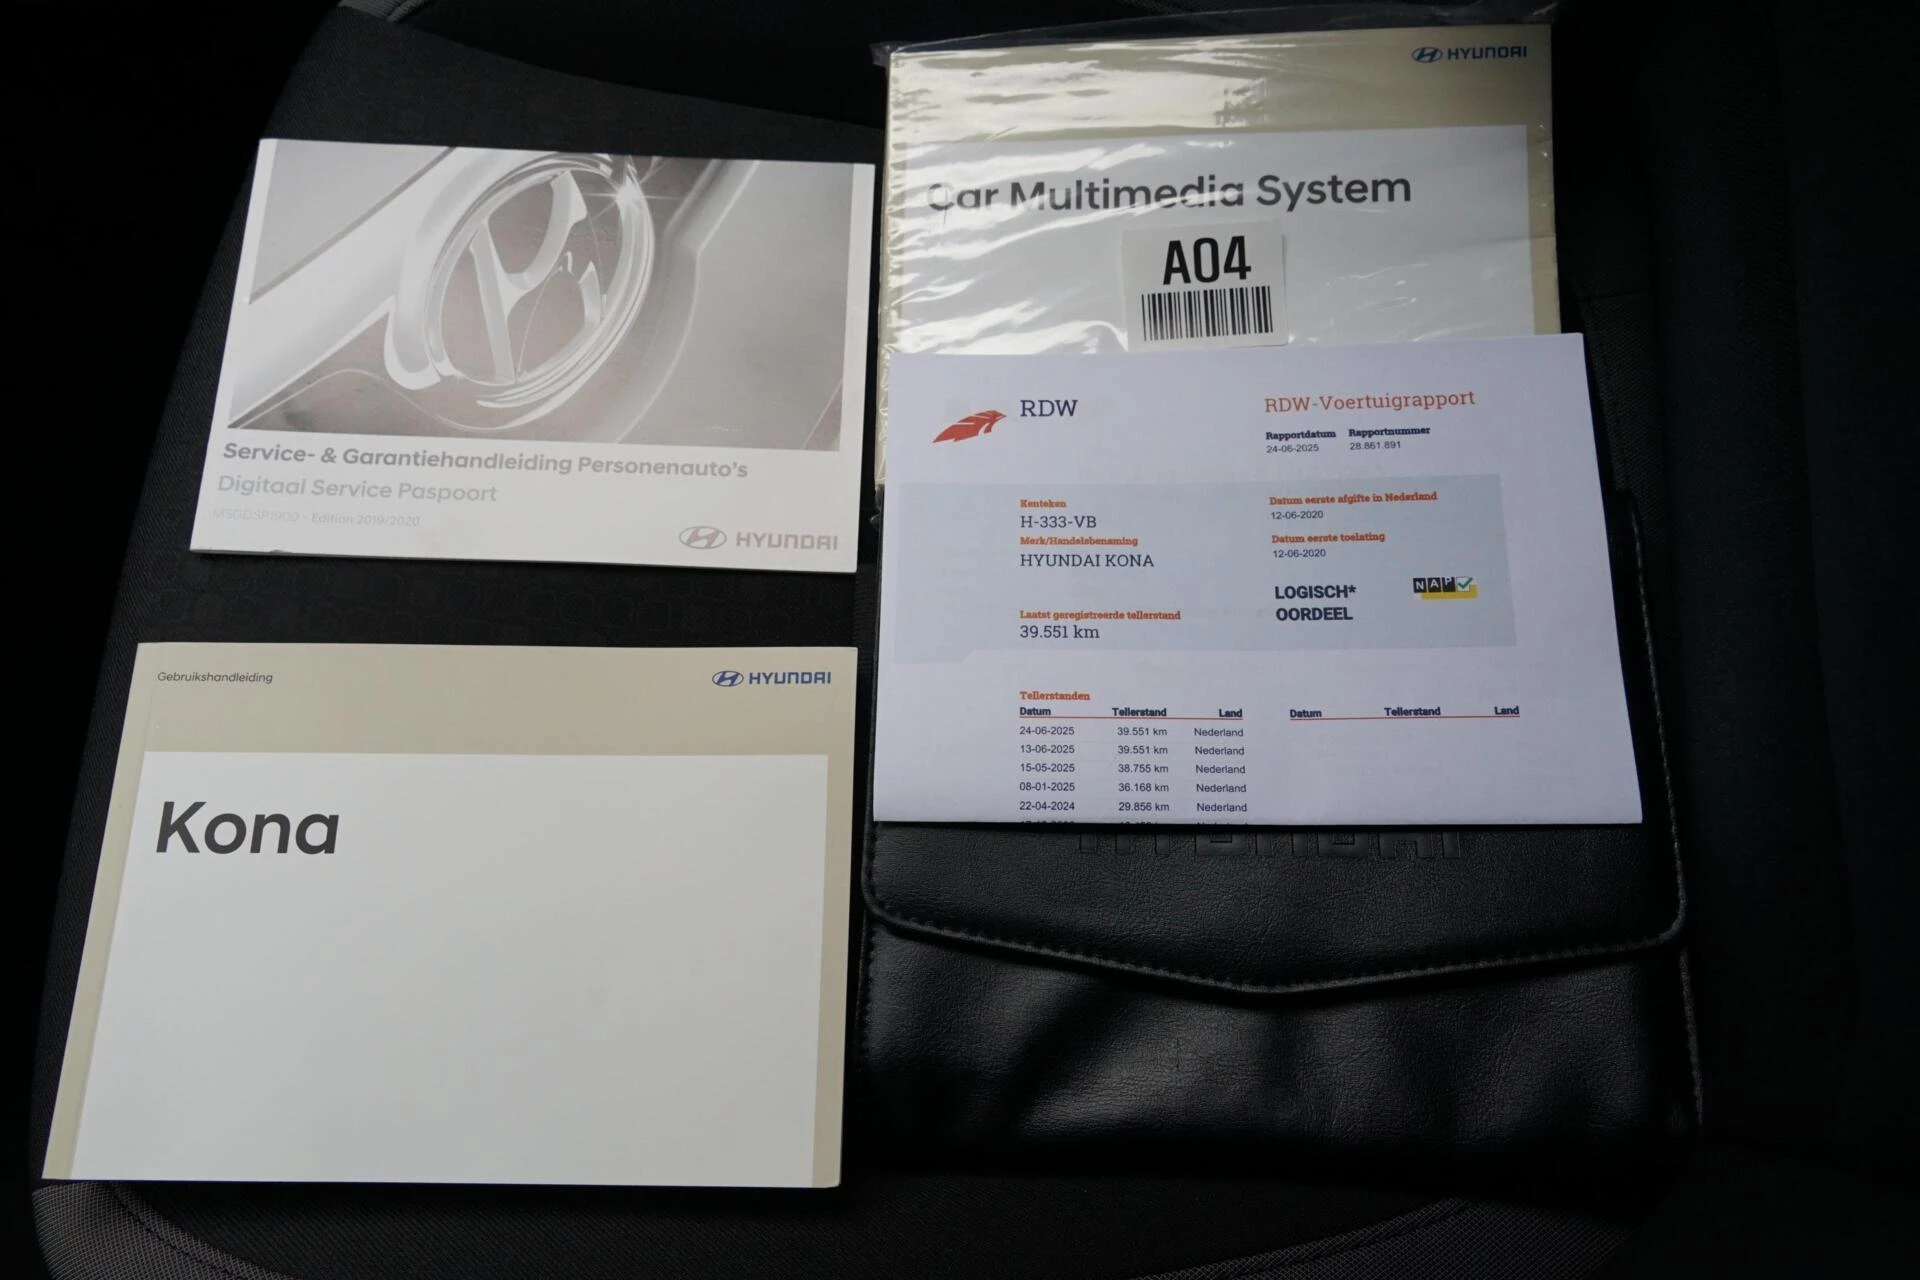 Service- & Garantiehandleiding Personenauto's
Digitaal Service Paspoort
MSGDSP1909 - Edition 2019/2020
HYUNDAI
HYUNDAI
Car Multimedia System
A04
RDW
RDW-Voertuigrapport
Rapportdatum Rapportnummer
24-06-2025 28.861.891
Kenteken
H-333-VB
Merk/Handelsbenaming
HYUNDAI KONA
Datum eerste afgifte in Nederland
12-06-2020
Datum eerste toelating
12-06-2020
LOGISCH*
OORDEEL
NAP
Laatst geregistreerde tellerstand
39.551 km
Tellerstanden
Datum Tellerstand Land Datum Tellerstand Land
24-06-2025 39.551 km Nederland
13-06-2025 39.551 km Nederland
15-05-2025 38.755 km Nederland
08-01-2025 36.168 km Nederland
22-04-2024 29.856 km Nederland
HYUNDAI
Gebruikshandleiding
HYUNDAI
Kona